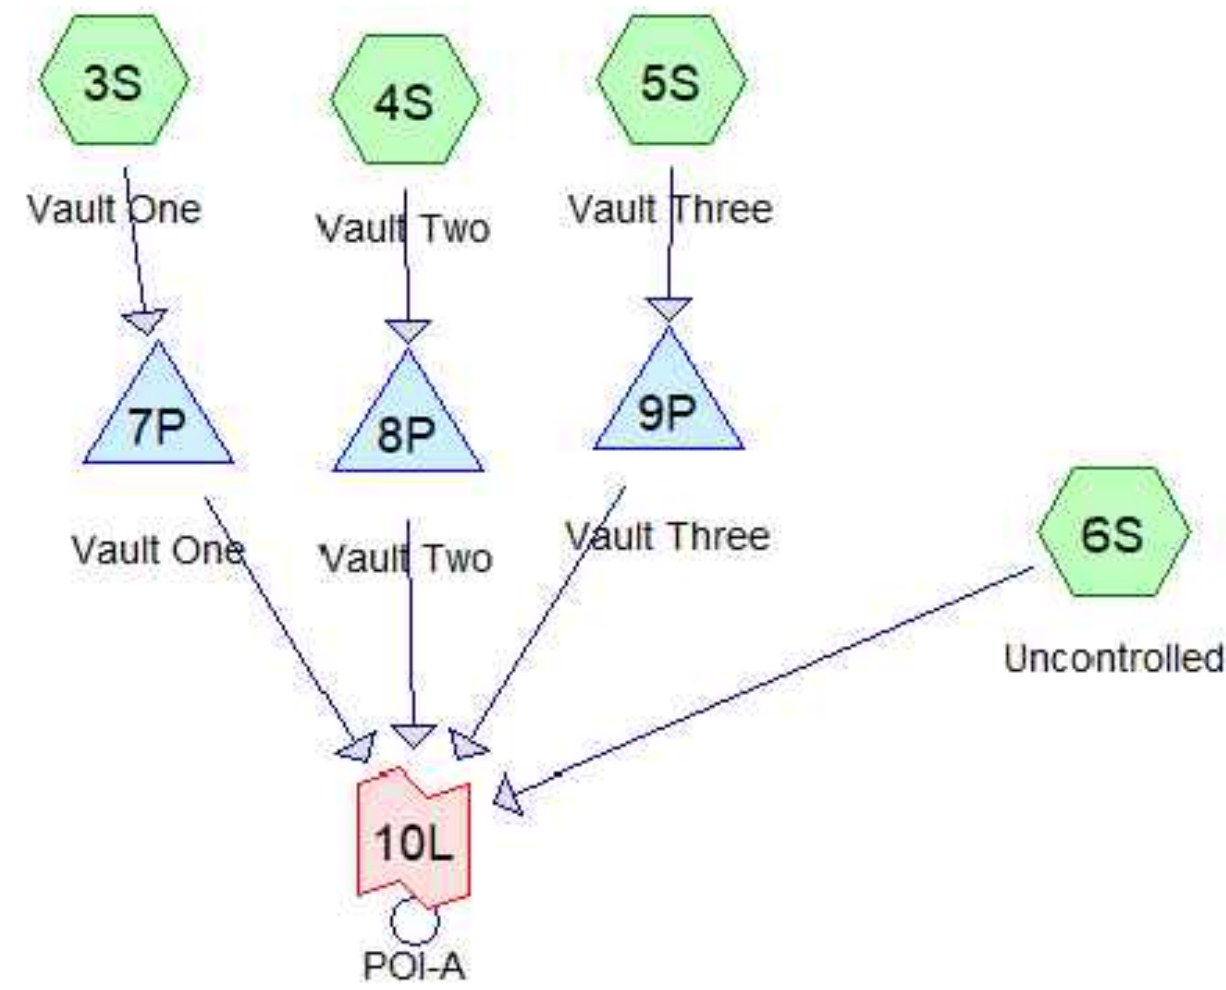 3S
4S
5S
Vault One
Vault Two
Vault Three
7P
8P
9P
Vault One
Vault Two
Vault Three
6S
Uncontrolled
10L
POI-A